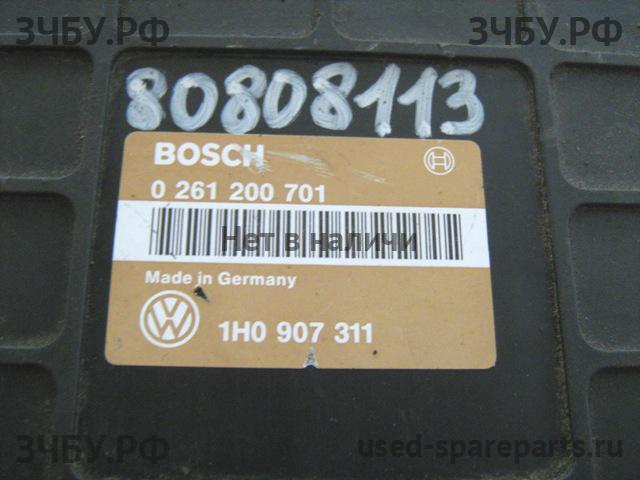 ЗЧБУ.РФ
ЗЧБУ.РФ
80808113
BOSCH
0 261 200 701
Нет в наличи
Made in Germany
1H0 907 311
ЗЧБУ.РФ
used-spareparts.ru